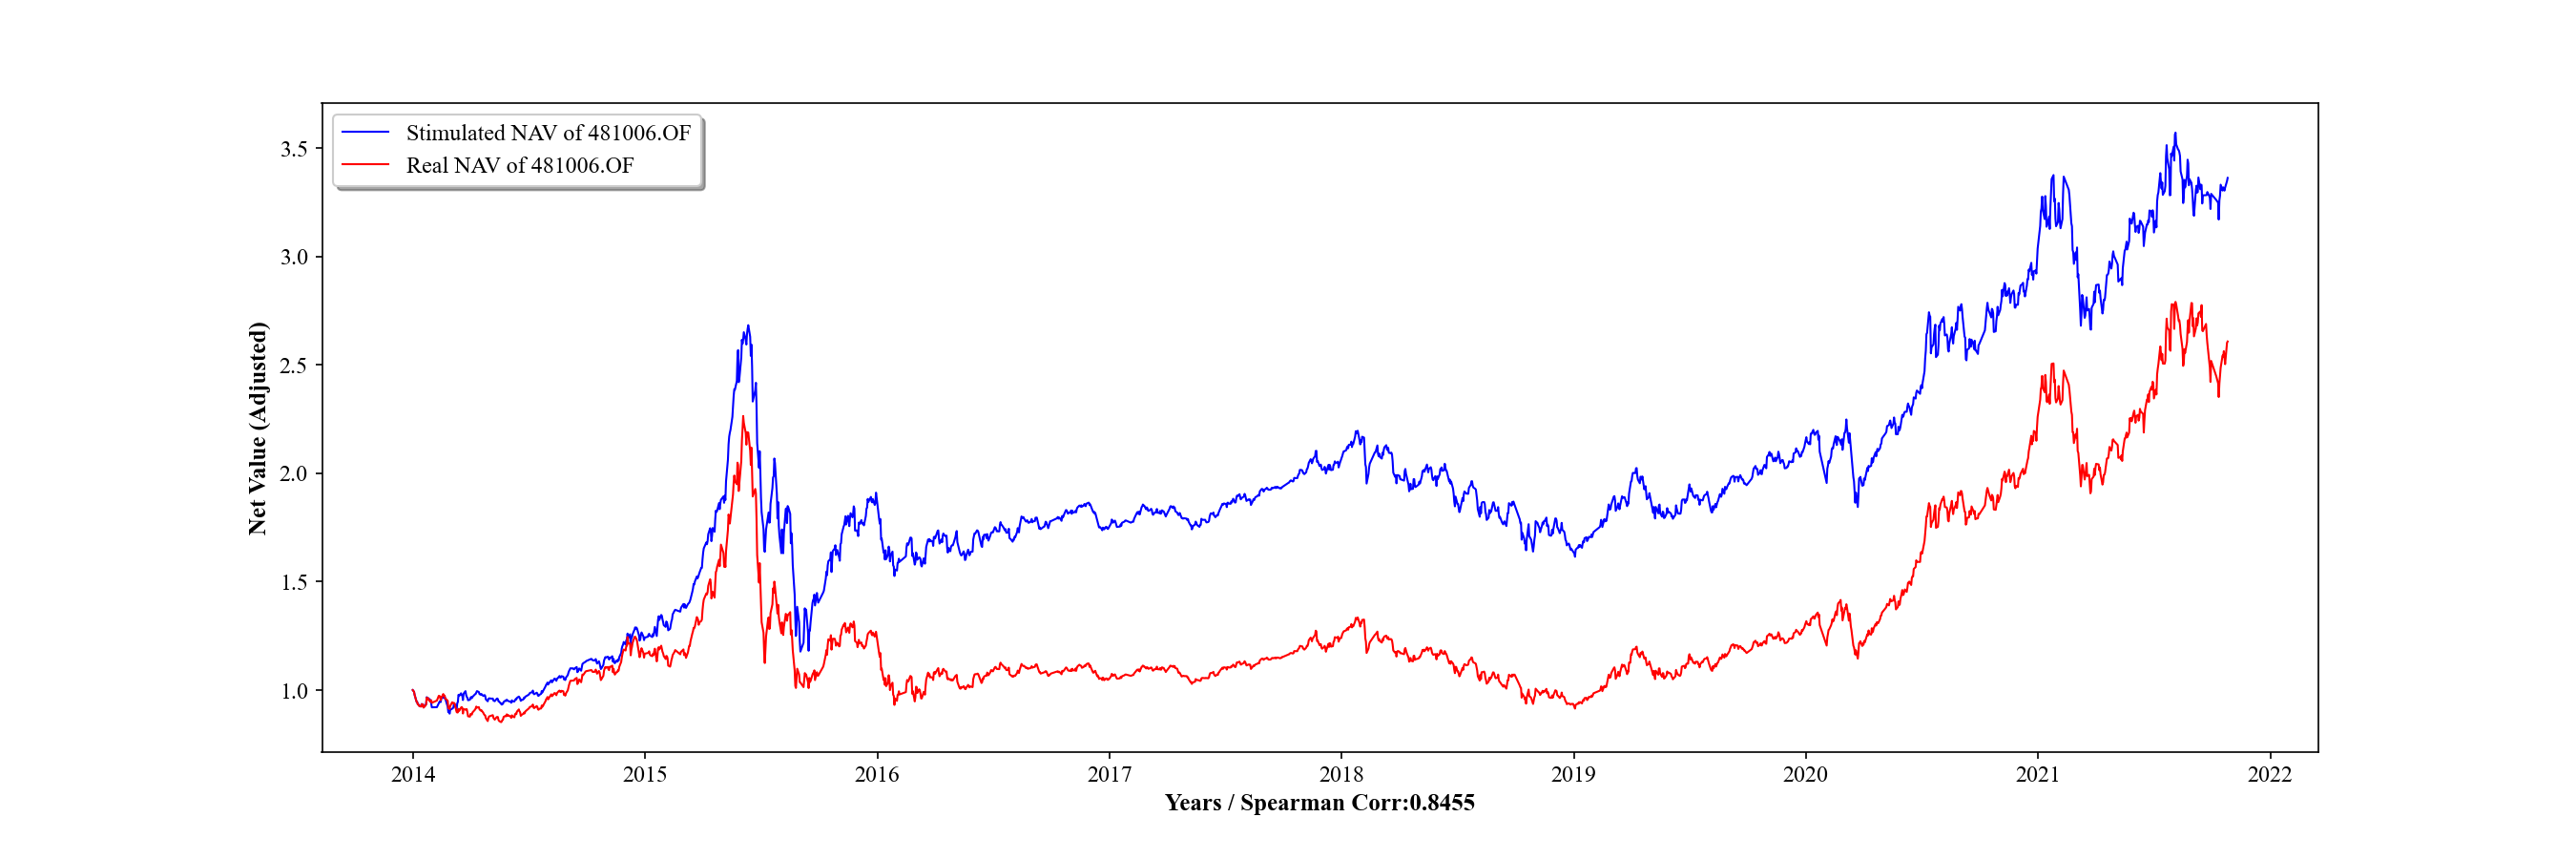 Stimulated NAV of 481006.OF
Real NAV of 481006.OF
3.5
3.0
2.5
2.0
1.5
1.0
Net Value (Adjusted)
2014 2015 2016 2017 2018 2019 2020 2021 2022
Years / Spearman Corr:0.8455